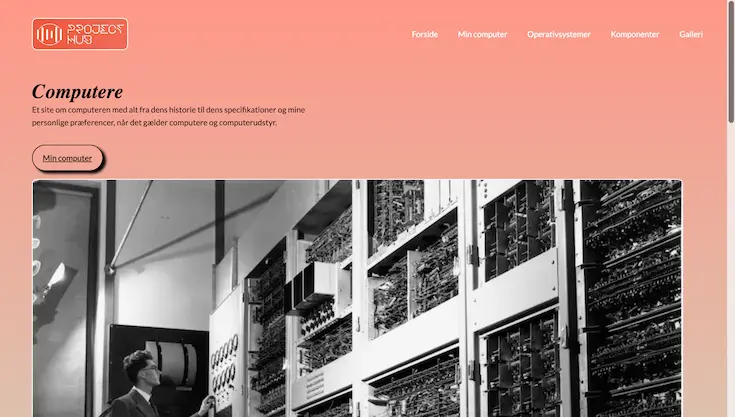 PROJECT
HUB
Forside Min computer Operativsystemer Komponenter Galleri
Computere
Et site om computeren med alt fra dens historie til dens specifikationer og mine
personlige præferencer, når det gælder computere og computerudstyr.
Min computer